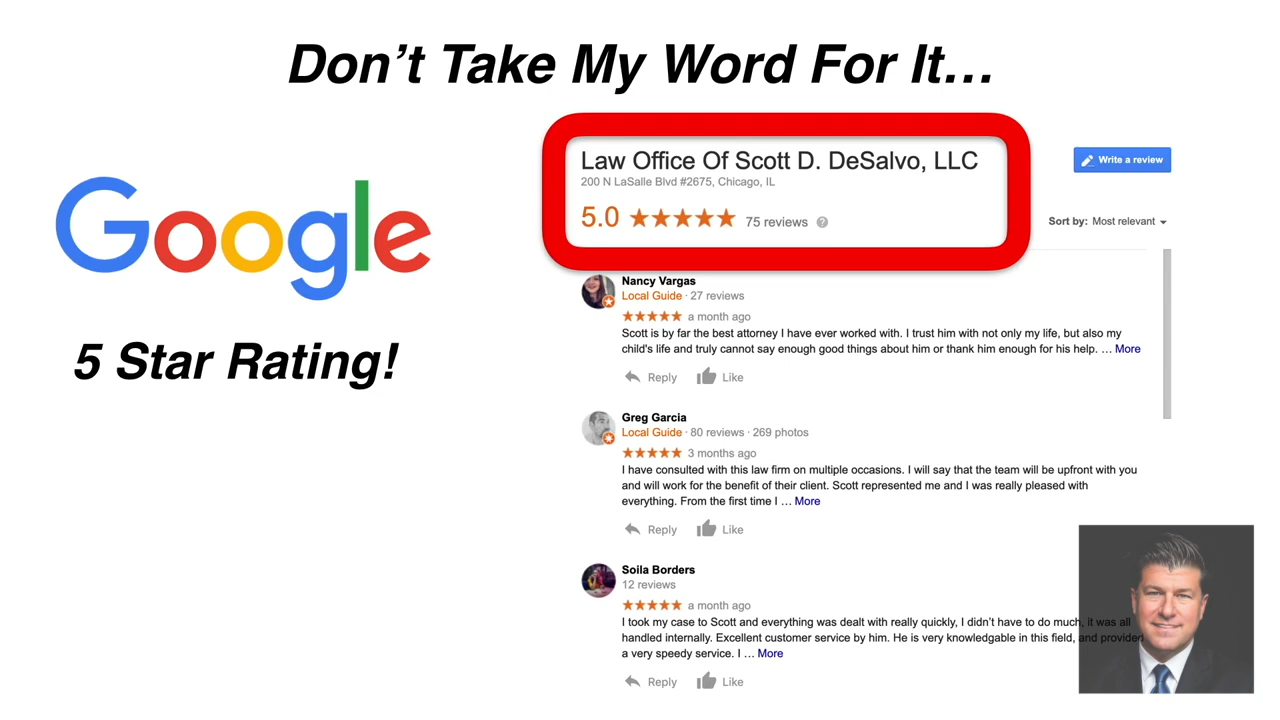 Don’t Take My Word For It…
Google
5 Star Rating!
Law Office Of Scott D. DeSalvo, LLC
200 N LaSalle Blvd #2675, Chicago, IL
5.0 ★★★★★ 75 reviews ?
Write a review
Sort by: Most relevant
Nancy Vargas
Local Guide · 27 reviews
★★★★★ a month ago
Scott is by far the best attorney I have ever worked with. I trust him with not only my life, but also my
child's life and truly cannot say enough good things about him or thank him enough for his help. … More
Reply Like
Greg Garcia
Local Guide · 80 reviews · 269 photos
★★★★★ 3 months ago
I have consulted with this law firm on multiple occasions. I will say that the team will be upfront with you
and will work for the benefit of their client. Scott represented me and I was really pleased with
everything. From the first time I … More
Reply Like
Soila Borders
12 reviews
★★★★★ a month ago
I took my case to Scott and everything was dealt with really quickly, I didn’t have to do much, it was all
handled internally. Excellent customer service by him. He is very knowledgable in this field, and provided
a very speedy service. I … More
Reply Like